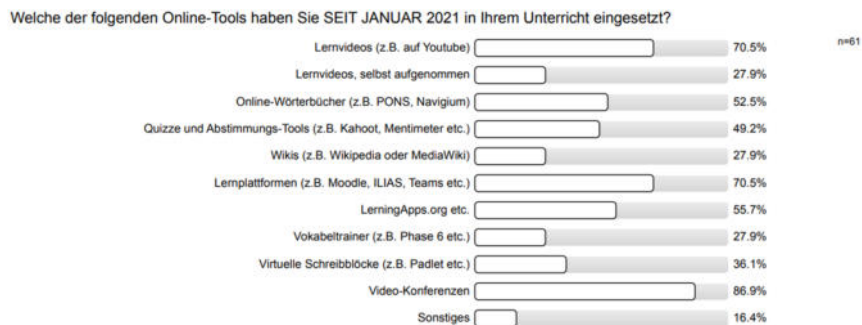 Welche der folgenden Online-Tools haben Sie SEIT JANUAR 2021 in Ihrem Unterricht eingesetzt?
Lernvideos (z.B. auf Youtube) 70.5% n=61
Lernvideos, selbst aufgenommen 27.9%
Online-Wörterbücher (z.B. PONS, Navigium) 52.5%
Quizze und Abstimmungs-Tools (z.B. Kahoot, Mentimeter etc.) 49.2%
Wikis (z.B. Wikipedia oder MediaWiki) 27.9%
Lernplattformen (z.B. Moodle, ILIAS, Teams etc.) 70.5%
LerningApps.org etc. 55.7%
Vokabeltrainer (z.B. Phase 6 etc.) 27.9%
Virtuelle Schreibblöcke (z.B. Padlet etc.) 36.1%
Video-Konferenzen 86.9%
Sonstiges 16.4%